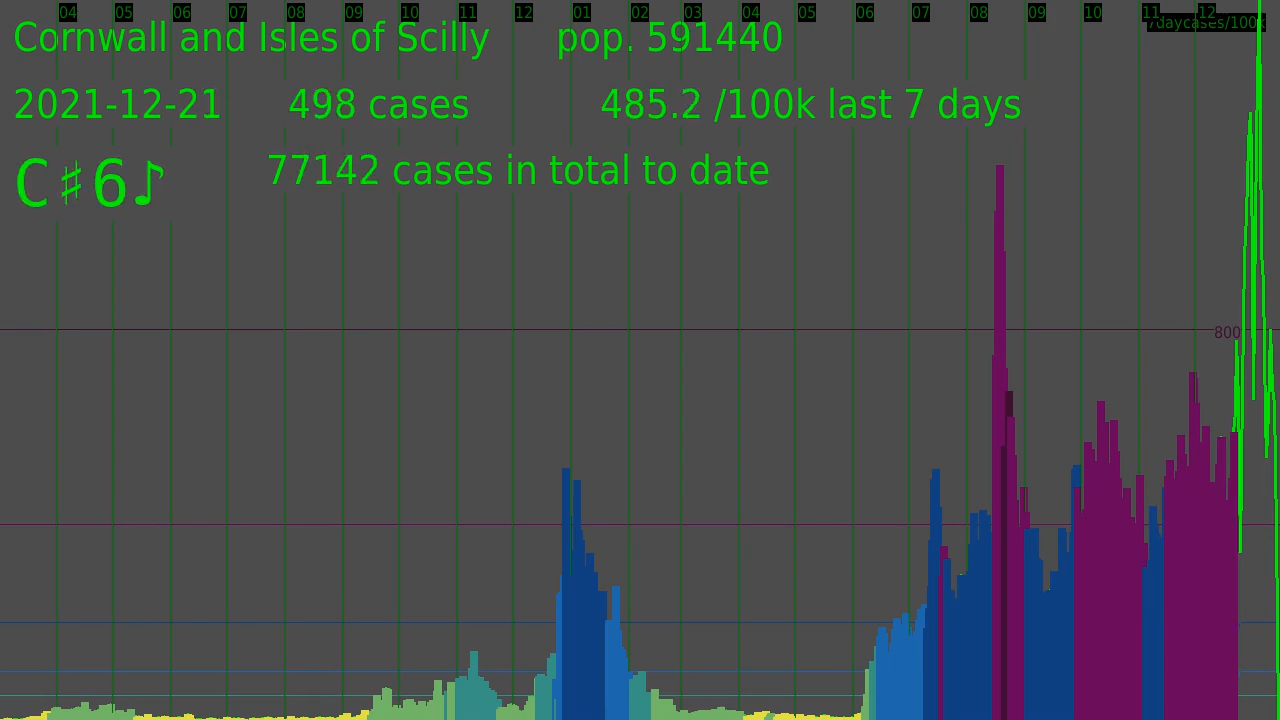 04 05 06 07 08 09 10 11 12 01 02 03 04 05 06 07 08 09 10 11 12
7daycases/100k
Cornwall and Isles of Scilly pop. 591440
2021-12-21 498 cases 485.2 /100k last 7 days
C♯6♪ 77142 cases in total to date
800